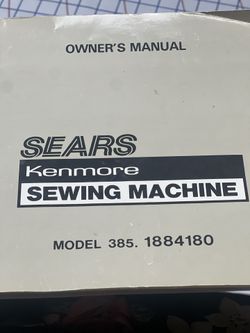 OWNER'S MANUAL
SEARS
Kenmore
SEWING MACHINE
MODEL 385. 1884180